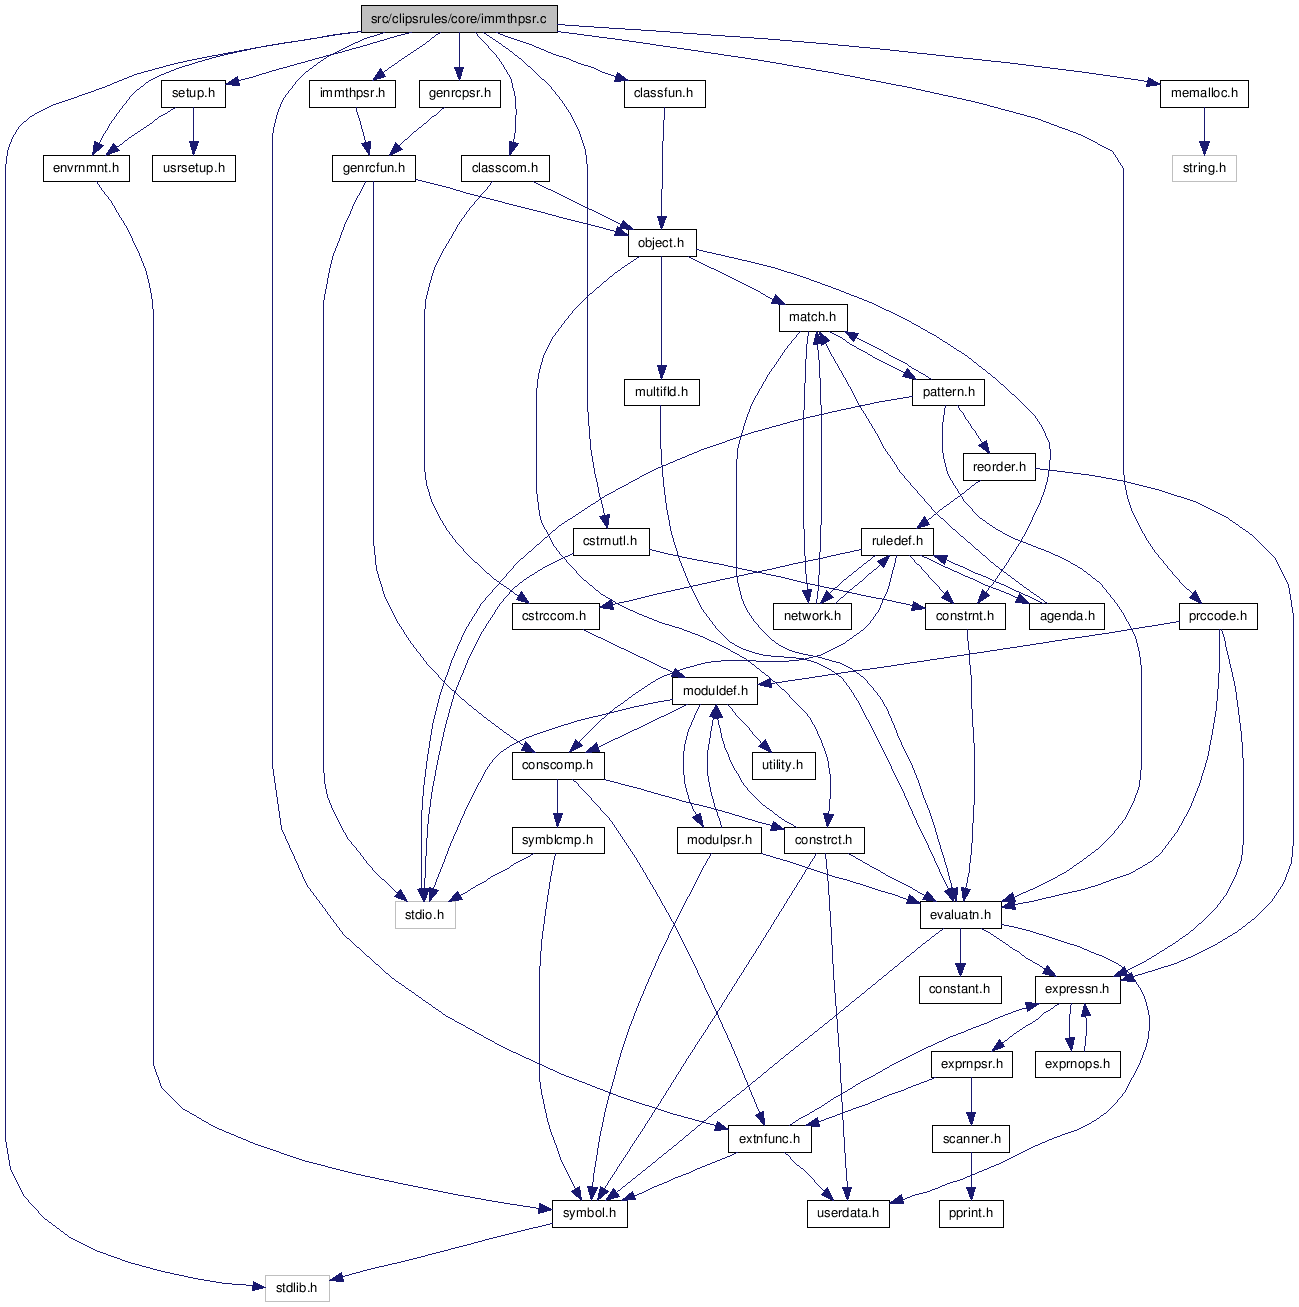 src/clipsrules/core/immthpsr.c
setup.h
immthpsr.h
genrcpsr.h
classfun.h
memalloc.h
envrnmnt.h
usrsetup.h
genrcfun.h
classcom.h
string.h
object.h
match.h
multifld.h
pattern.h
reorder.h
cstrnutl.h
ruledef.h
cstrccom.h
network.h
constrnt.h
agenda.h
prccode.h
moduldef.h
conscomp.h
utility.h
symblcmp.h
modulpsr.h
constrct.h
stdio.h
evaluatn.h
constant.h
expressn.h
exprnpsr.h
exprnops.h
extnfunc.h
scanner.h
symbol.h
userdata.h
pprint.h
stdlib.h